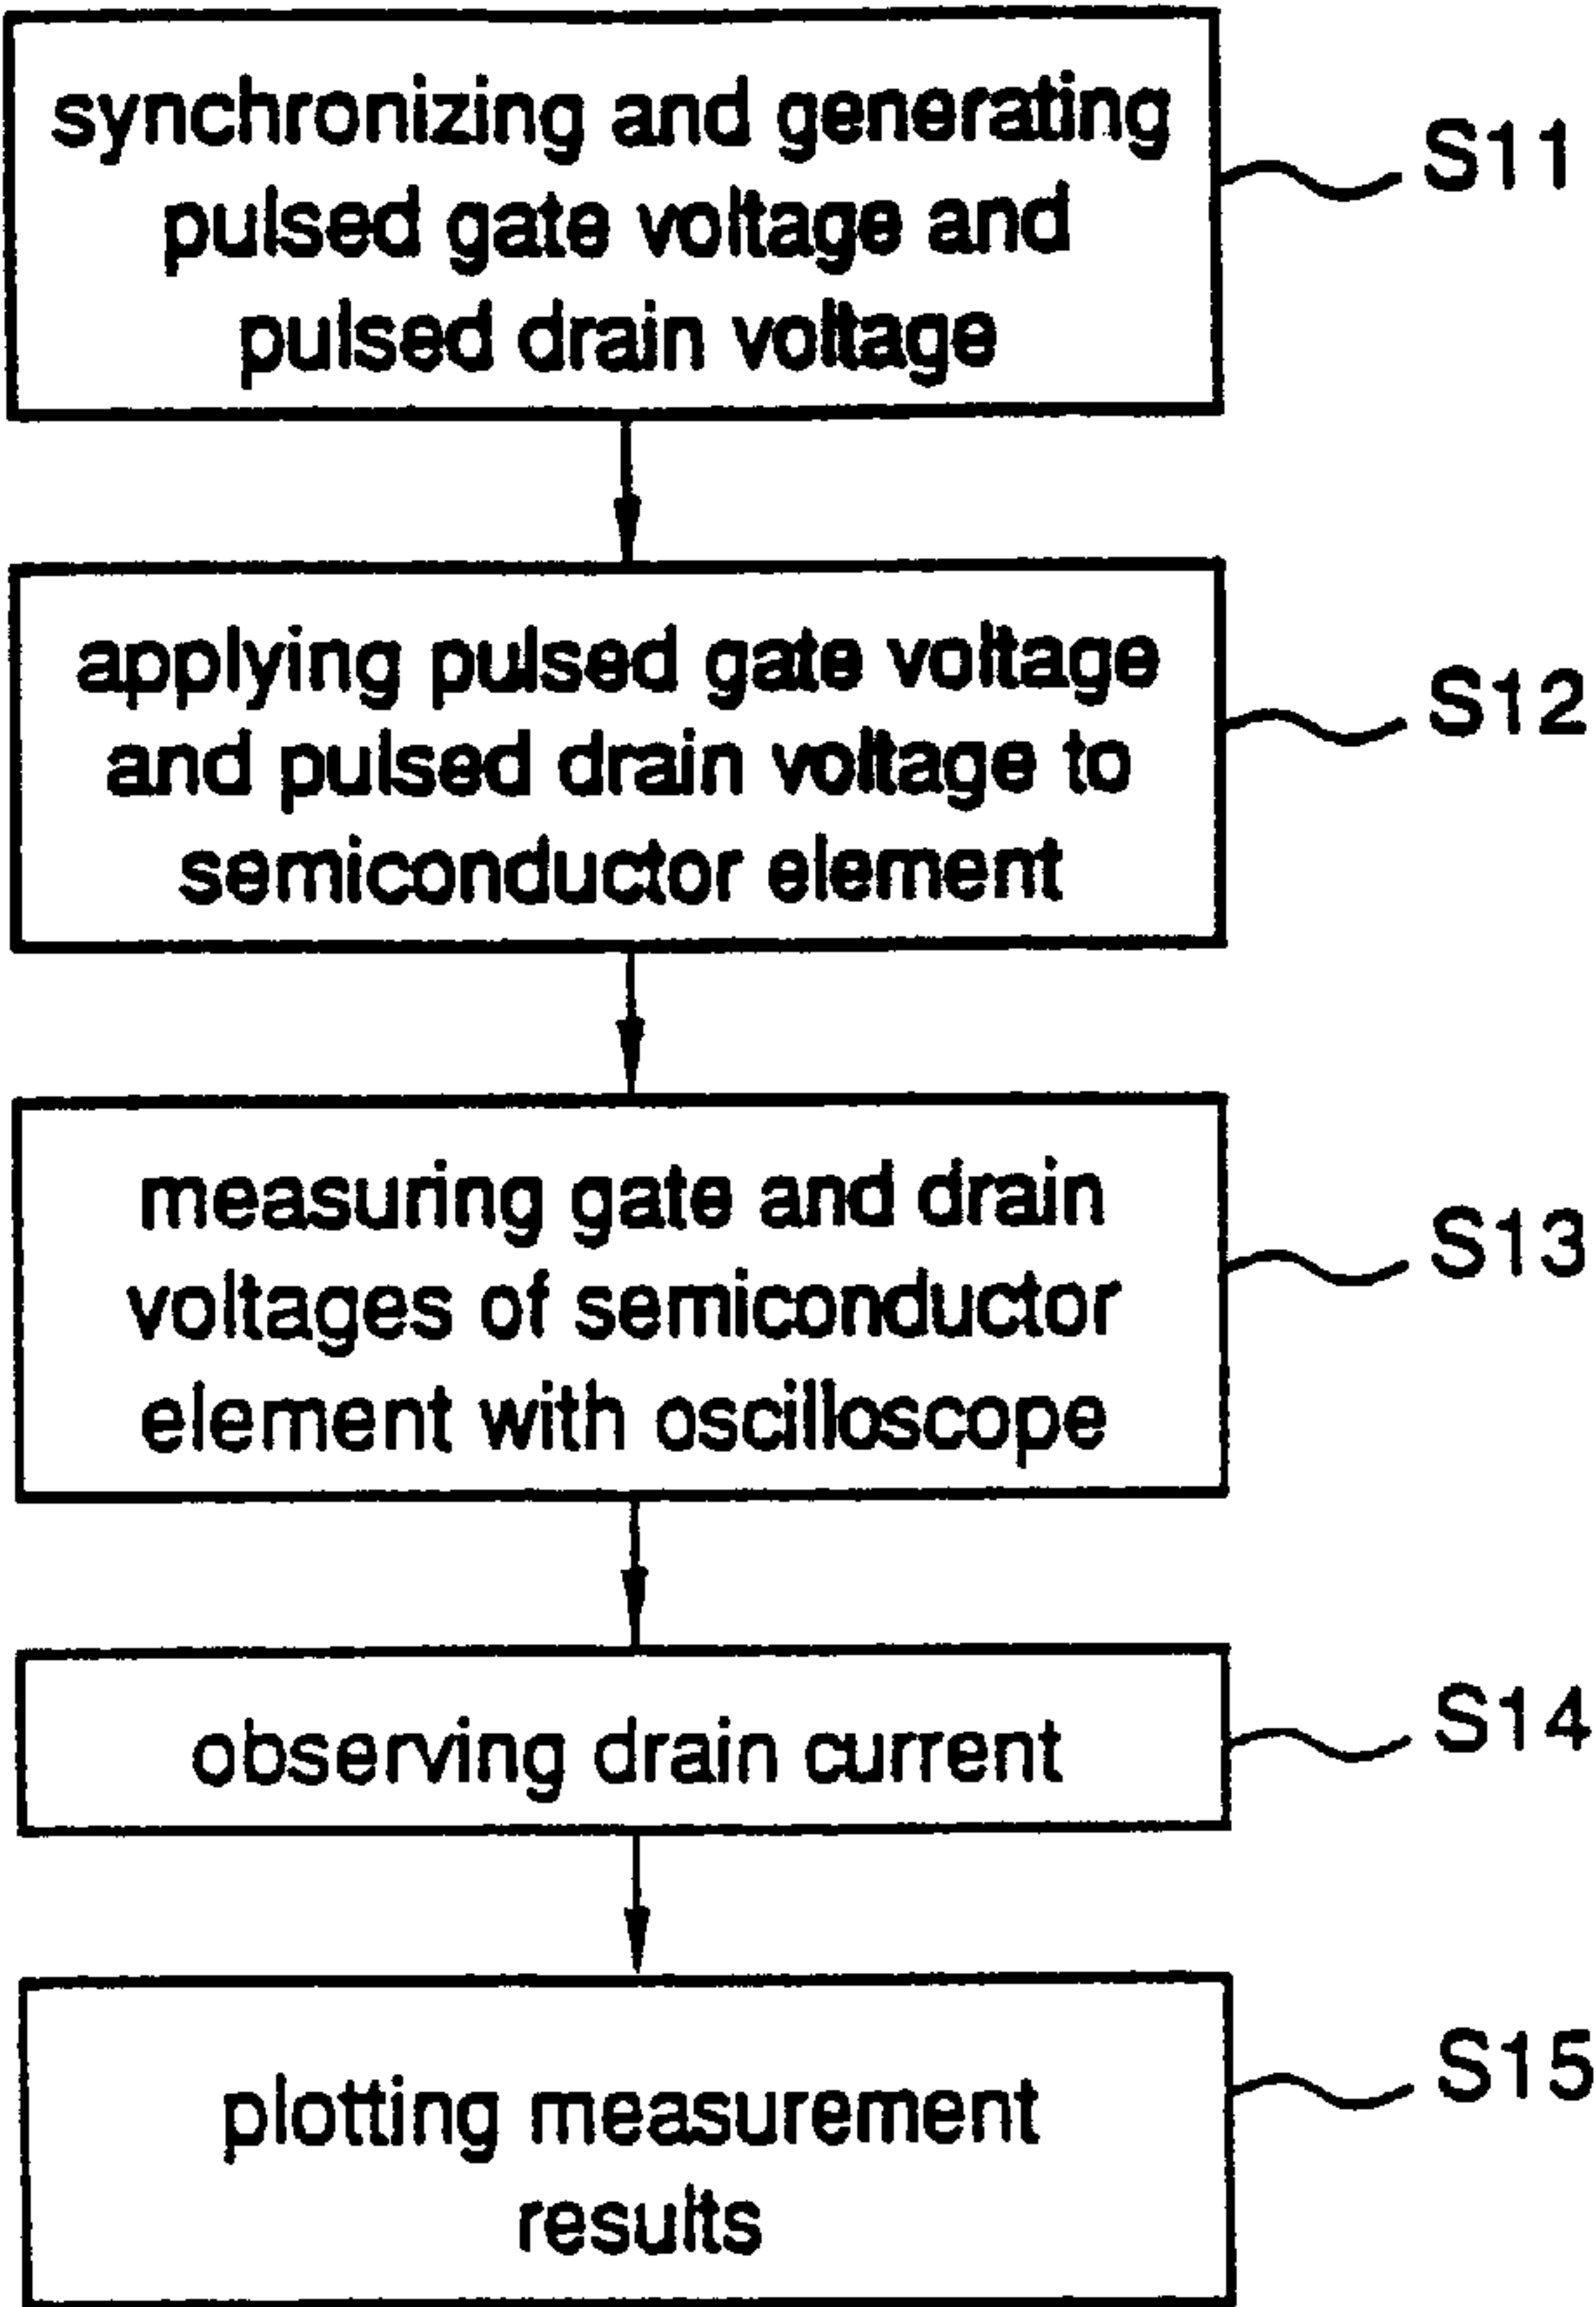 synchronizing and generating
pulsed gate voltage and
pulsed drain voltage
S11
applying pulsed gate voltage
and pulsed drain voltage to
semiconductor element
S12
measuring gate and drain
voltages of semiconductor
element with oscilloscope
S13
observing drain current
S14
plotting measurement
results
S15